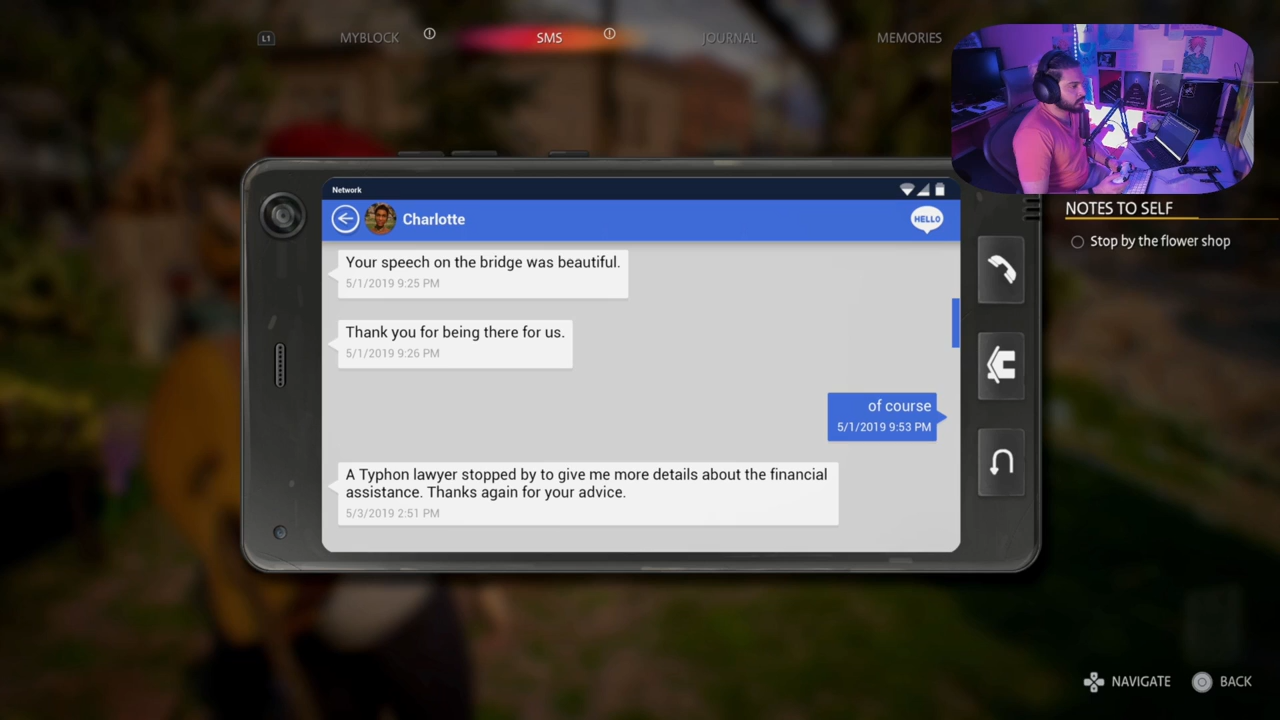 L1 MYBLOCK SMS JOURNAL MEMORIES
Network
Charlotte
HELLO
Your speech on the bridge was beautiful.
5/1/2019 9:25 PM
Thank you for being there for us.
5/1/2019 9:26 PM
of course
5/1/2019 9:53 PM
A Typhon lawyer stopped by to give me more details about the financial
assistance. Thanks again for your advice.
5/3/2019 2:51 PM
NOTES TO SELF
Stop by the flower shop
NAVIGATE BACK